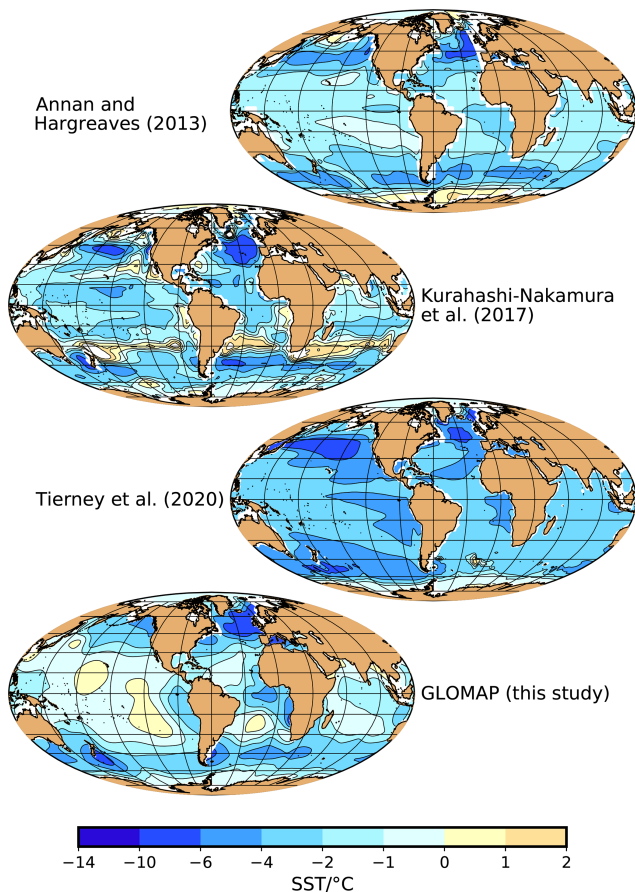 Annan and
Hargreaves (2013)
Kurahashi-Nakamura
et al. (2017)
Tierney et al. (2020)
GLOMAP (this study)
−14 −10 −6 −4 −2 −1 0 1 2
SST/°C